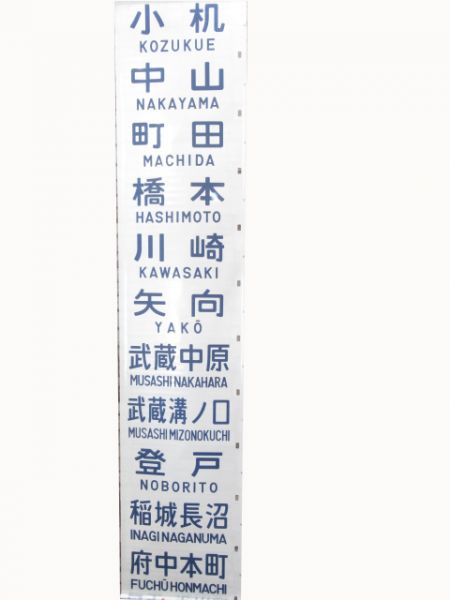 小机
KOZUKUE
中山
NAKAYAMA
町田
MACHIDA
橋本
HASHIMOTO
川崎
KAWASAKI
矢向
YAKŌ
武蔵中原
MUSASHI NAKAHARA
武蔵溝ノ口
MUSASHI MIZONOKUCHI
登戸
NOBORITO
稲城長沼
INAGI NAGANUMA
府中本町
FUCHŪ HONMACHI